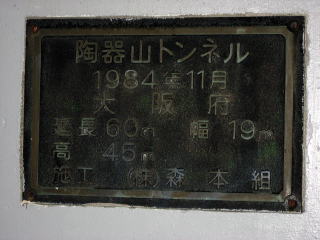 陶器山トンネル
1984年11月
大阪府
延長60m 幅19m
高 4.5m
施工 (株)森本組